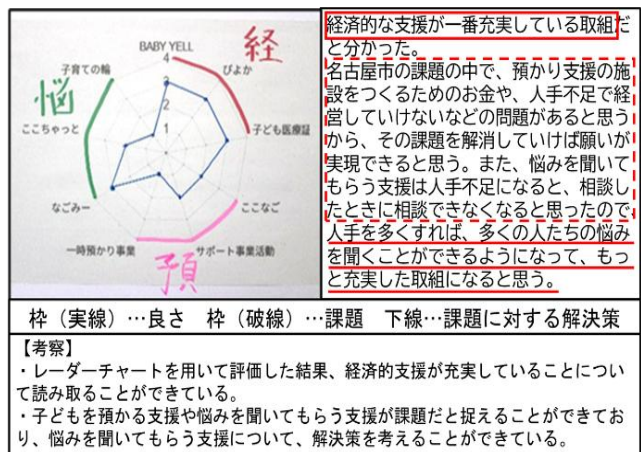 BABY YELL
経
4
3
2
1
子育ての輪
ぴよか
悩
ここちゃっと
子ども医療証
なごみー
ここなご
一時預かり事業
サポート事業活動
預
経済的な支援が一番充実している取組だ
と分かった。
名古屋市の課題の中で、預かり支援の施
設をつくるためのお金や、人手不足で経
営していけないなどの問題があると思う
から、その課題を解消していけば願いが
実現できると思う。また、悩みを聞いて
もらう支援は人手不足になると、相談し
たときに相談できなくなると思ったので、
人手を多くすれば、多くの人たちの悩み
を聞くことができるようになって、もっ
と充実した取組になると思う。
枠（実線）…良さ　枠（破線）…課題　下線…課題に対する解決策
【考察】
・レーダーチャートを用いて評価した結果、経済的支援が充実していることについ
て読み取ることができている。
・子どもを預かる支援や悩みを聞いてもらう支援が課題だと捉えることができてお
り、悩みを聞いてもらう支援について、解決策を考えることができている。